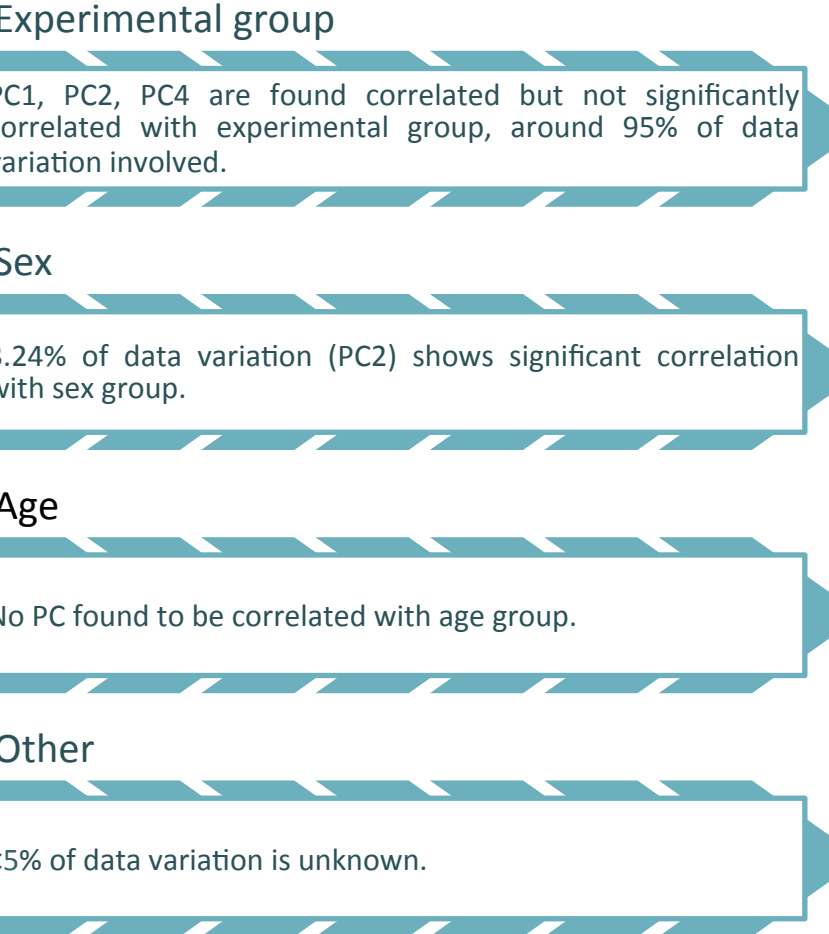 Experimental group
PC1, PC2, PC4 are found correlated but not significantly
correlated with experimental group, around 95% of data
variation involved.
Sex
.24% of data variation (PC2) shows significant correlation
with sex group.
Age
No PC found to be correlated with age group.
Other
5% of data variation is unknown.